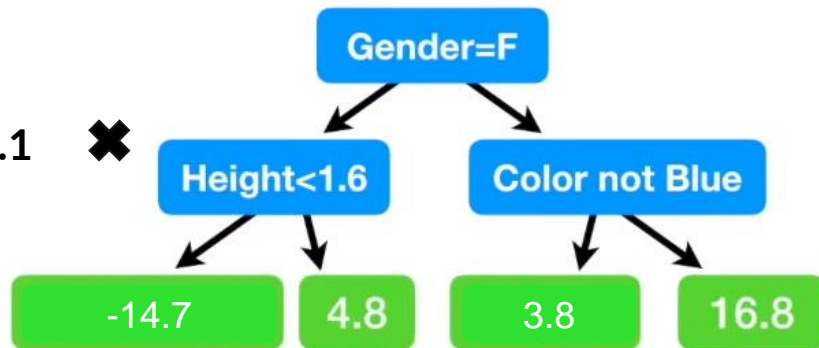 Gender=F
.1 ✖
Height<1.6
Color not Blue
-14.7
4.8
3.8
16.8